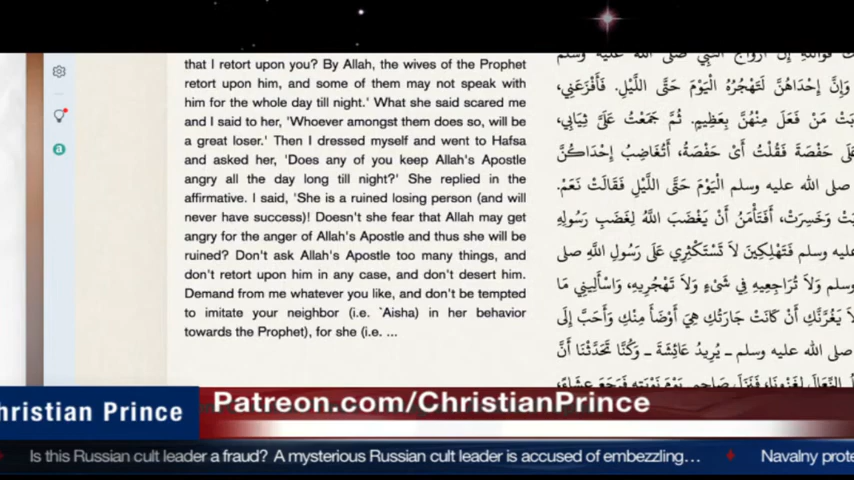 that I retort upon you? By Allah, the wives of the Prophet
retort upon him, and some of them may not speak with
him for the whole day till night.' What she said scared me
and I said to her, 'Whoever amongst them does so, will be
a great loser.' Then I dressed myself and went to Hafsa
and asked her, 'Does any of you keep Allah's Apostle
angry all the day long till night?' She replied in the
affirmative. I said, 'She is a ruined losing person (and will
never have success)! Doesn't she fear that Allah may get
angry for the anger of Allah's Apostle and thus she will be
ruined? Don't ask Allah's Apostle too many things, and
don't retort upon him in any case, and don't desert him.
Demand from me whatever you like, and don't be tempted
to imitate your neighbor (i.e. `Aisha) in her behavior
towards the Prophet), for she (i.e. ...
فَوَاللَّهِ إِنَّ أَزْوَاجَ النَّبِيِّ صلى الله عليه وسلم
وَإِنَّ إِحْدَاهُنَّ لَتَهْجُرُهُ الْيَوْمَ حَتَّى اللَّيْلِ. فَأَفْزَعَنِي،
مَنْ فَعَلَ مِنْهُنَّ بِعَظِيمٍ. ثُمَّ جَمَعْتُ عَلَىَّ ثِيَابِي،
حَفْصَةَ فَقُلْتُ أَىْ حَفْصَةُ، أَتُغَاضِبُ إِحْدَاكُنَّ
صلى الله عليه وسلم الْيَوْمَ حَتَّى اللَّيْلِ فَقَالَتْ نَعَمْ.
وَخَسِرَتْ، أَفَتَأْمَنُ أَنْ يَغْضَبَ اللَّهُ لِغَضَبِ رَسُولِهِ
وسلم فَتَهْلِكِينَ لاَ تَسْتَكْثِرِي عَلَى رَسُولِ اللَّهِ صلى
وسلم وَلاَ تُرَاجِعِيهِ فِي شَىْءٍ وَلاَ تَهْجُرِيهِ، وَاسْأَلِينِي مَا
يَغُرَّنَّكِ أَنْ كَانَتْ جَارَتُكِ هِيَ أَوْضَأَ مِنْكِ وَأَحَبَّ إِلَى
صلى الله عليه وسلم ـ يُرِيدُ عَائِشَةَ ـ وَكُنَّا تَحَدَّثْنَا أَنَّ
hristian Prince
Patreon.com/ChristianPrince
Is this Russian cult leader a fraud? A mysterious Russian cult leader is accused of embezzling…
Navalny prote